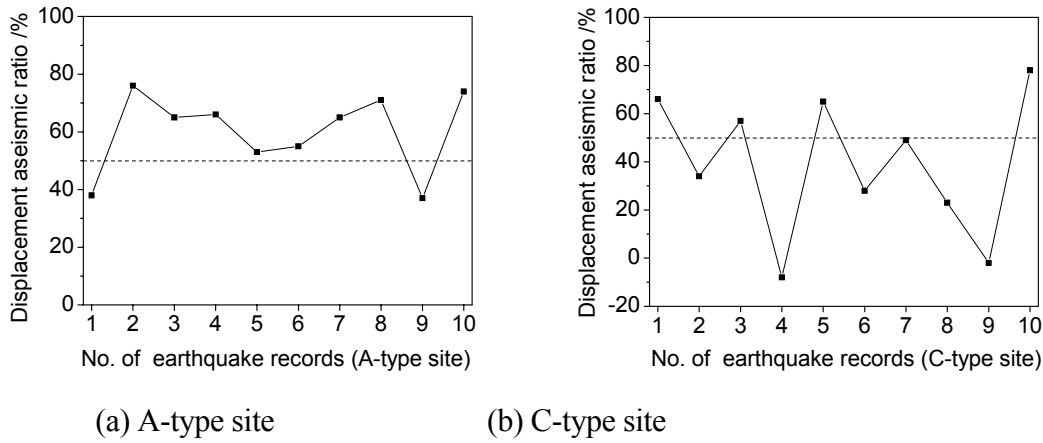 Displacement aseismic ratio /%
100
80
60
40
20
0
1 2 3 4 5 6 7 8 9 10
No. of earthquake records (A-type site)
(a) A-type site
Displacement aseismic ratio /%
100
80
60
40
20
0
-20
1 2 3 4 5 6 7 8 9 10
No. of earthquake records (C-type site)
(b) C-type site